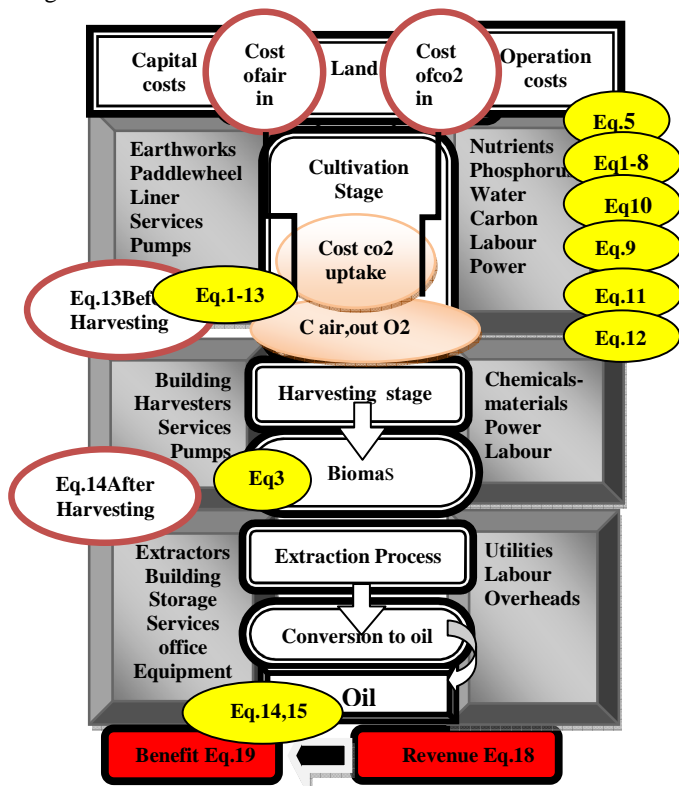 Capital
costs
Cost
ofair
in
Land
Cost
ofco2
in
Operation
costs
Earthworks
Paddlewheel
Liner
Services
Pumps
Cultivation
Stage
Cost co2
uptake
C air,out O2
Nutrients
Phosphorus
Water
Carbon
Labour
Power
Eq.5
Eq1-8
Eq10
Eq.9
Eq.11
Eq.12
Eq.13Befo
Harvesting
Eq.1-13
Building
Harvesters
Services
Pumps
Harvesting stage
Biomas
Chemicals-
materials
Power
Labour
Eq.14After
Harvesting
Eq3
Extractors
Building
Storage
Services
office
Equipment
Extraction Process
Conversion to oil
Oil
Utilities
Labour
Overheads
Eq.14,15
Benefit Eq.19
Revenue Eq.18